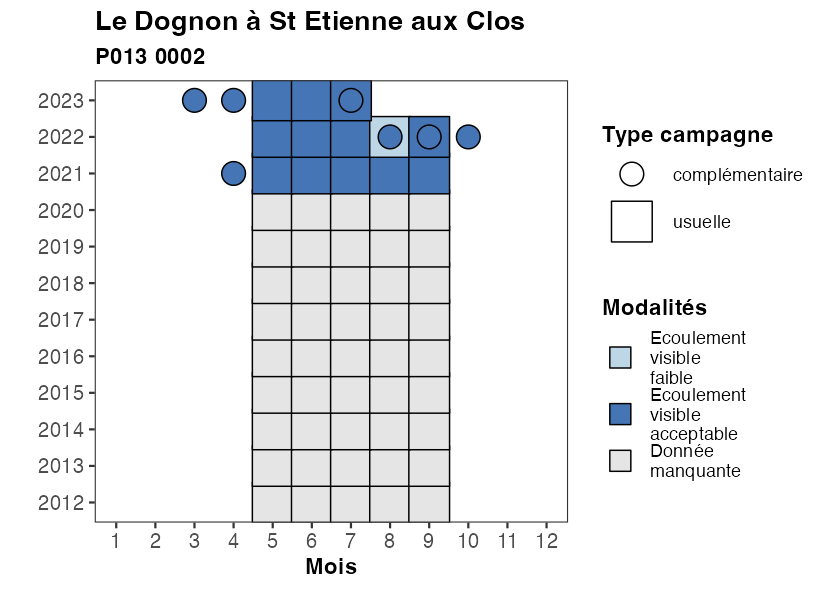 Le Dognon à St Etienne aux Clos
P013 0002
2023
2022
2021
2020
2019
2018
2017
2016
2015
2014
2013
2012
1 2 3 4 5 6 7 8 9 10 11 12
Mois
Type campagne
complémentaire
usuelle
Modalités
Ecoulement
visible
faible
Ecoulement
visible
acceptable
Donnée
manquante